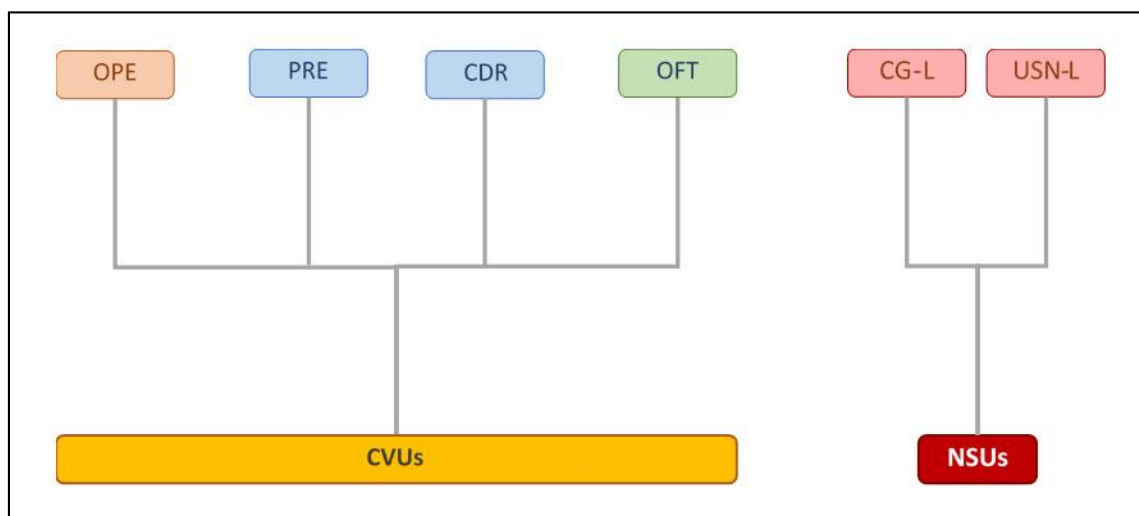 OPE
PRE
CDR
OFT
CG-L
USN-L
CVUs
NSUs